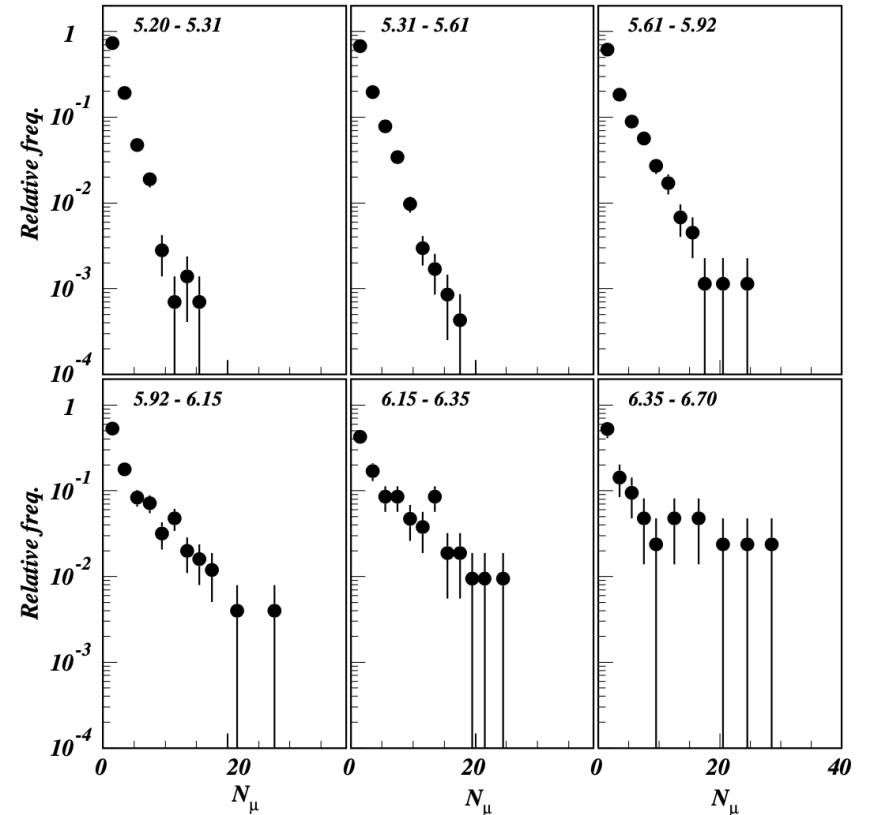 5.20 - 5.31 5.31 - 5.61 5.61 - 5.92
Relative freq.
1
10⁻¹
10⁻²
10⁻³
10⁻⁴
5.92 - 6.15 6.15 - 6.35 6.35 - 6.70
Relative freq.
1
10⁻¹
10⁻²
10⁻³
10⁻⁴
0 20 0 20 0 20 40
Nμ Nμ Nμ